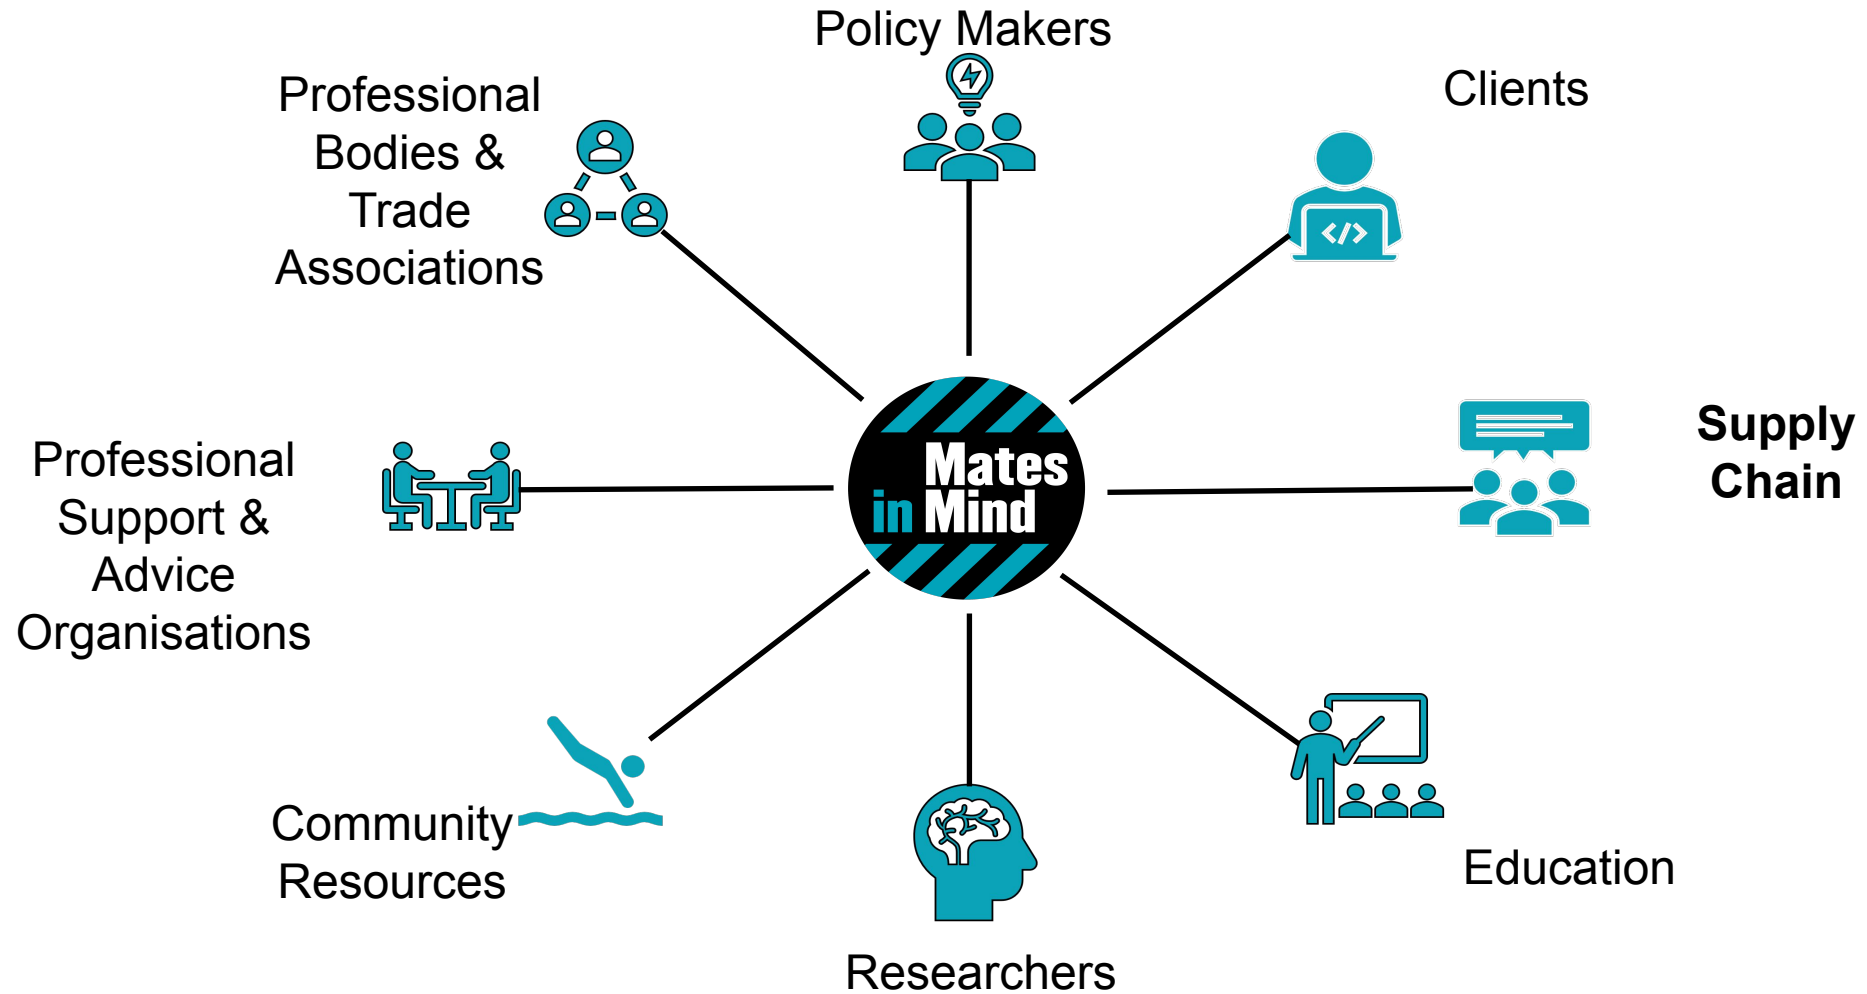 Policy Makers
Clients
Professional
Bodies &
Trade
Associations
</>
Supply
Chain
Mates
in Mind
Professional
Support &
Advice
Organisations
Community
Resources
Education
Researchers